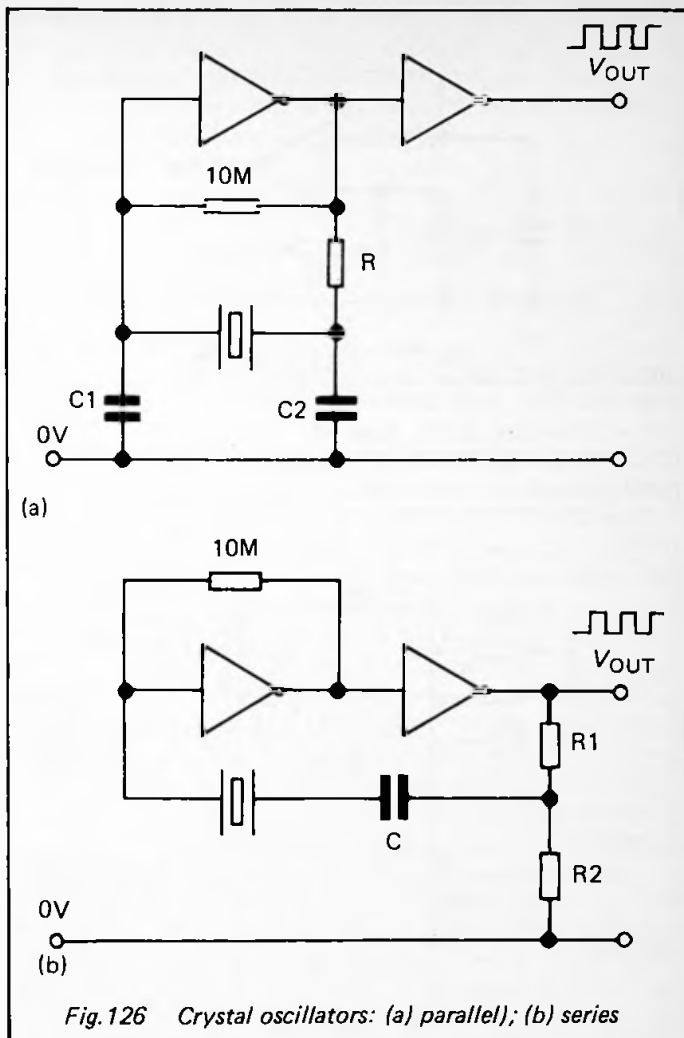 V_OUT
10M
R
C1
C2
0V
(a)
10M
V_OUT
R1
C
R2
0V
(b)
Fig.126 Crystal oscillators: (a) parallel); (b) series